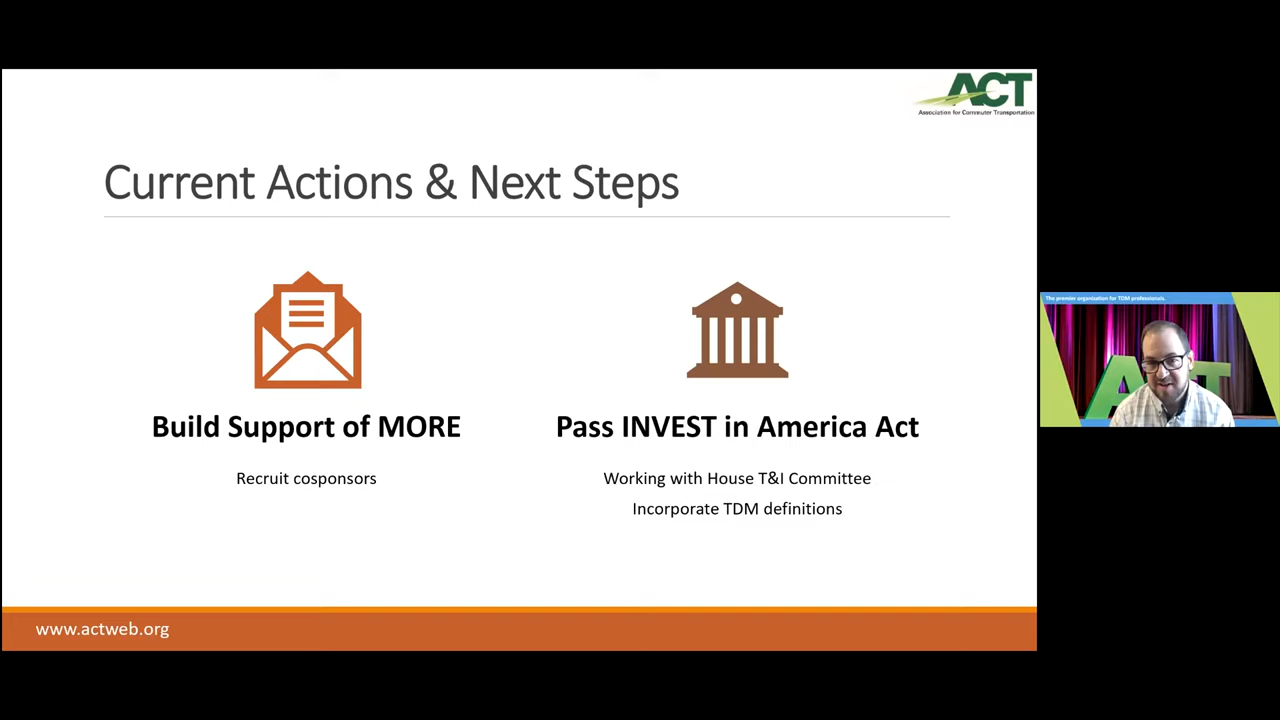 ACT
Association for Commuter Transportation
Current Actions & Next Steps
Build Support of MORE
Recruit cosponsors
Pass INVEST in America Act
Working with House T&I Committee
Incorporate TDM definitions
www.actweb.org
The premier organisation for TDM professionals.
A T